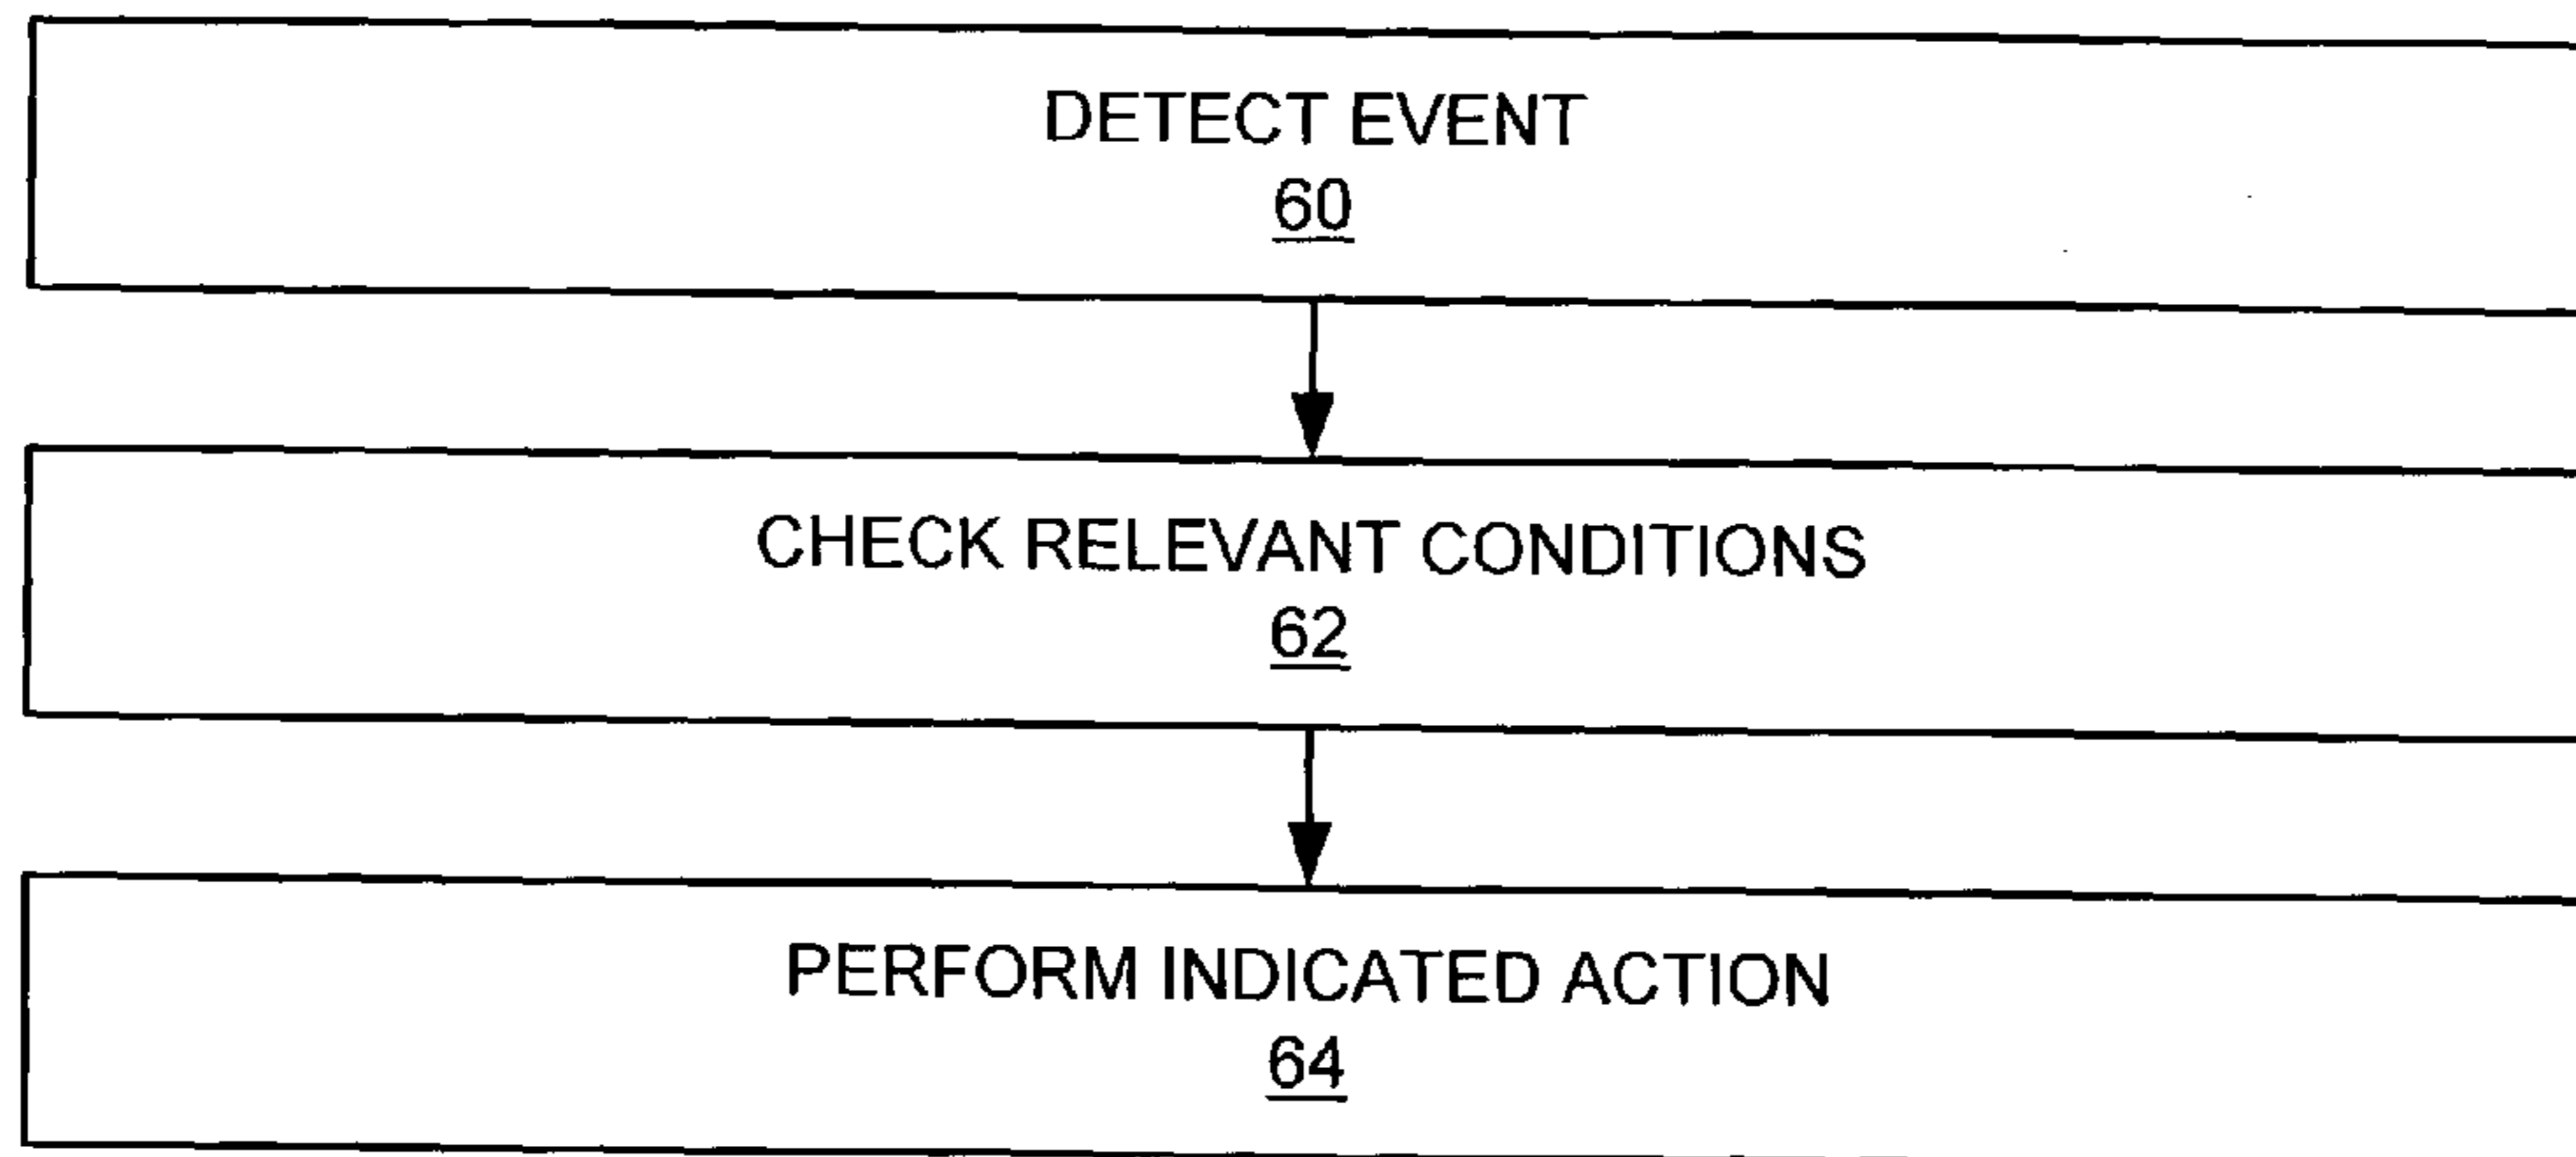 DETECT EVENT
60
CHECK RELEVANT CONDITIONS
62
PERFORM INDICATED ACTION
64